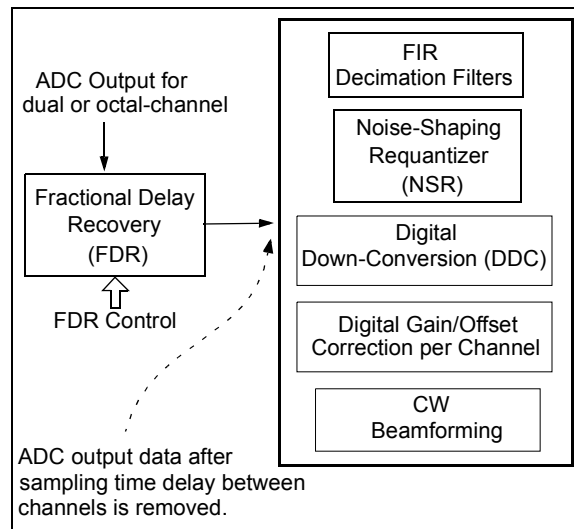 ADC Output for
dual or octal-channel
Fractional Delay
Recovery
(FDR)
FDR Control
ADC output data after
sampling time delay between
channels is removed.
FIR
Decimation Filters
Noise-Shaping
Requantizer
(NSR)
Digital
Down-Conversion (DDC)
Digital Gain/Offset
Correction per Channel
CW
Beamforming